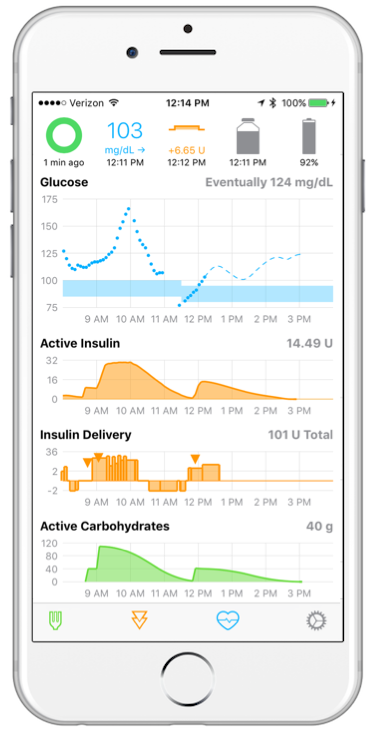 Verizon 12:14 PM 100%
103
mg/dL → +6.65 U
1 min ago 12:11 PM 12:12 PM 12:11 PM 92%
Glucose Eventually 124 mg/dL
175
150
125
100
75
9 AM 10 AM 11 AM 12 PM 1 PM 2 PM 3 PM
Active Insulin 14.49 U
32
16
0
9 AM 10 AM 11 AM 12 PM 1 PM 2 PM 3 PM
Insulin Delivery 101 U Total
36
2
-2
9 AM 10 AM 11 AM 12 PM 1 PM 2 PM 3 PM
Active Carbohydrates 40 g
120
80
40
0
9 AM 10 AM 11 AM 12 PM 1 PM 2 PM 3 PM